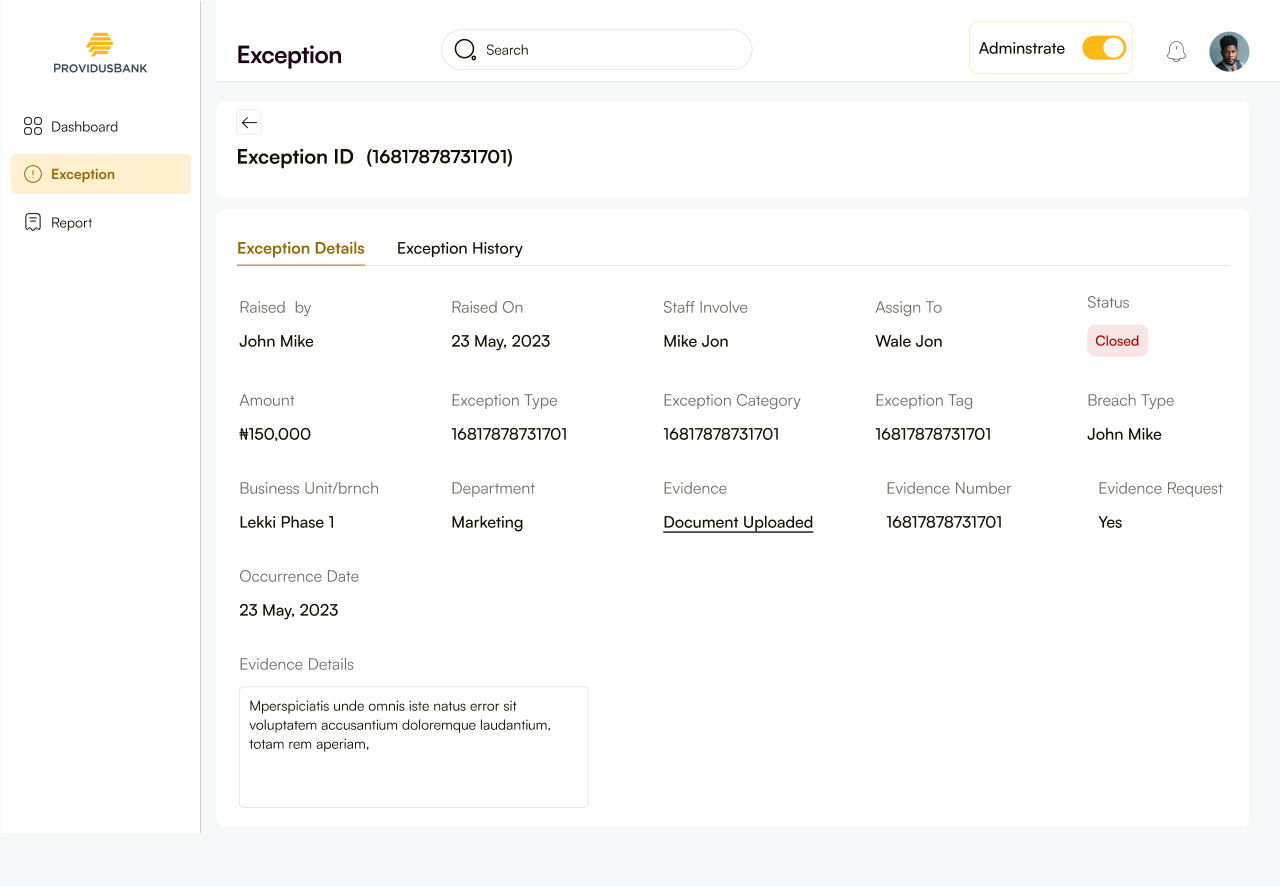 PROVIDUSBANK
Exception
Search
Adminstrate
Dashboard
Exception
Report
Exception ID (16817878731701)
Exception Details Exception History
Raised by Raised On Staff Involve Assign To Status
John Mike 23 May, 2023 Mike Jon Wale Jon Closed
Amount Exception Type Exception Category Exception Tag Breach Type
₦150,000 16817878731701 16817878731701 16817878731701 John Mike
Business Unit/brnch Department Evidence Evidence Number Evidence Request
Lekki Phase 1 Marketing Document Uploaded 16817878731701 Yes
Occurrence Date
23 May, 2023
Evidence Details
Mperspiciatis unde omnis iste natus error sit
voluptatem accusantium doloremque laudantium,
totam rem aperiam,